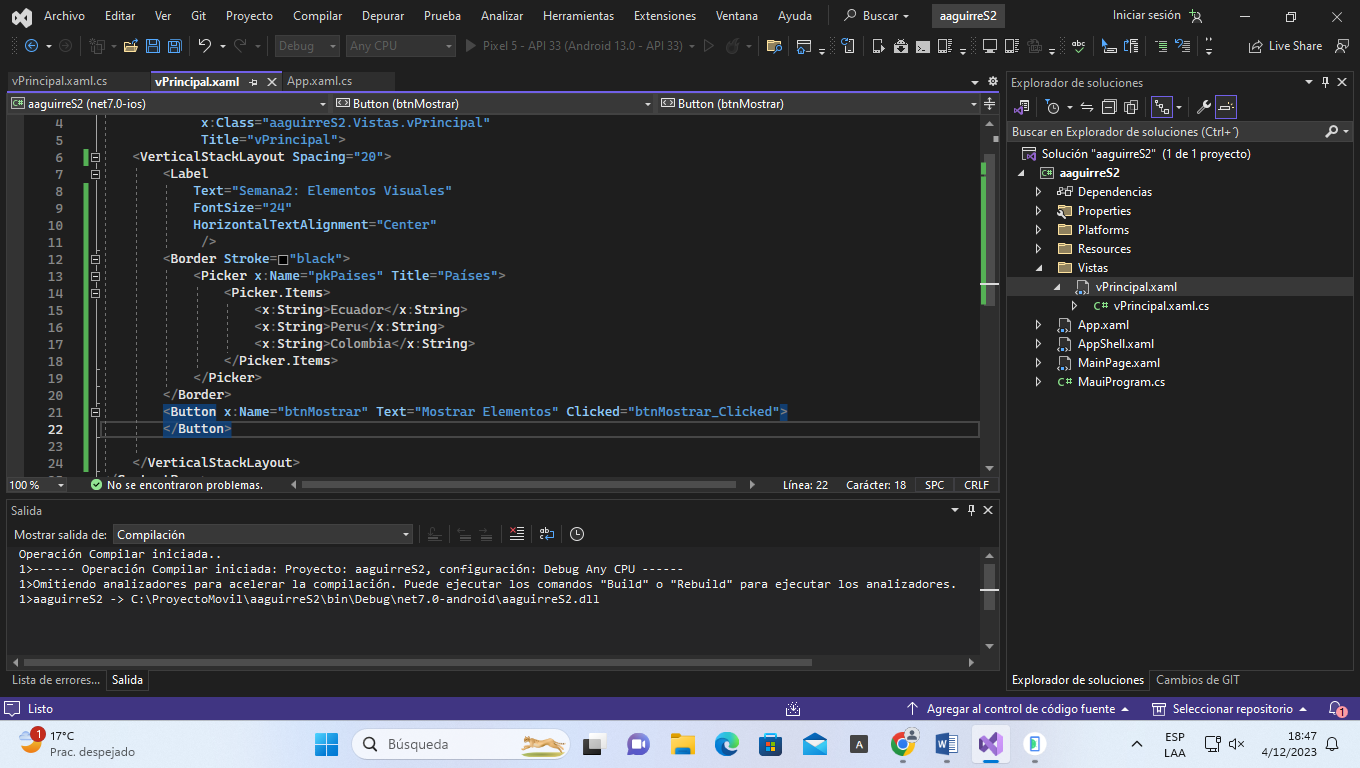 Archivo Editar Ver Git Proyecto Compilar Depurar Prueba Analizar Herramientas Extensiones Ventana Ayuda Buscar aaguirreS2 Iniciar sesión
Debug Any CPU Pixel 5 - API 33 (Android 13.0 - API 33) Live Share
vPrincipal.xaml.cs vPrincipal.xaml App.xaml.cs
aaguirreS2 (net7.0-ios) Button (btnMostrar) Button (btnMostrar)
4 x:Class="aaguirreS2.Vistas.vPrincipal"
5 Title="vPrincipal">
6 <VerticalStackLayout Spacing="20">
7 <Label
8 Text="Semana2: Elementos Visuales"
9 FontSize="24"
10 HorizontalTextAlignment="Center"
11 />
12 <Border Stroke="black">
13 <Picker x:Name="pkPaises" Title="Países">
14 <Picker.Items>
15 <x:String>Ecuador</x:String>
16 <x:String>Peru</x:String>
17 <x:String>Colombia</x:String>
18 </Picker.Items>
19 </Picker>
20 </Border>
21 <Button x:Name="btnMostrar" Text="Mostrar Elementos" Clicked="btnMostrar_Clicked">
22 </Button>
23
24 </VerticalStackLayout>
100 % No se encontraron problemas. Línea: 22 Carácter: 18 SPC CRLF
Salida
Mostrar salida de: Compilación
Operación Compilar iniciada..
1>------ Operación Compilar iniciada: Proyecto: aaguirreS2, configuración: Debug Any CPU ------
1>Omitiendo analizadores para acelerar la compilación. Puede ejecutar los comandos "Build" o "Rebuild" para ejecutar los analizadores.
1>aaguirreS2 -> C:\ProyectoMovil\aaguirreS2\bin\Debug\net7.0-android\aaguirreS2.dll
Lista de errores... Salida
Explorador de soluciones
Buscar en Explorador de soluciones (Ctrl+´)
Solución "aaguirreS2" (1 de 1 proyecto)
aaguirreS2
Dependencias
Properties
Platforms
Resources
Vistas
vPrincipal.xaml
C# vPrincipal.xaml.cs
App.xaml
AppShell.xaml
MainPage.xaml
C# MauiProgram.cs
Explorador de soluciones Cambios de GIT
Listo Agregar al control de código fuente Seleccionar repositorio 1
1 17°C
Prac. despejado
Búsqueda
ESP
LAA
18:47
4/12/2023